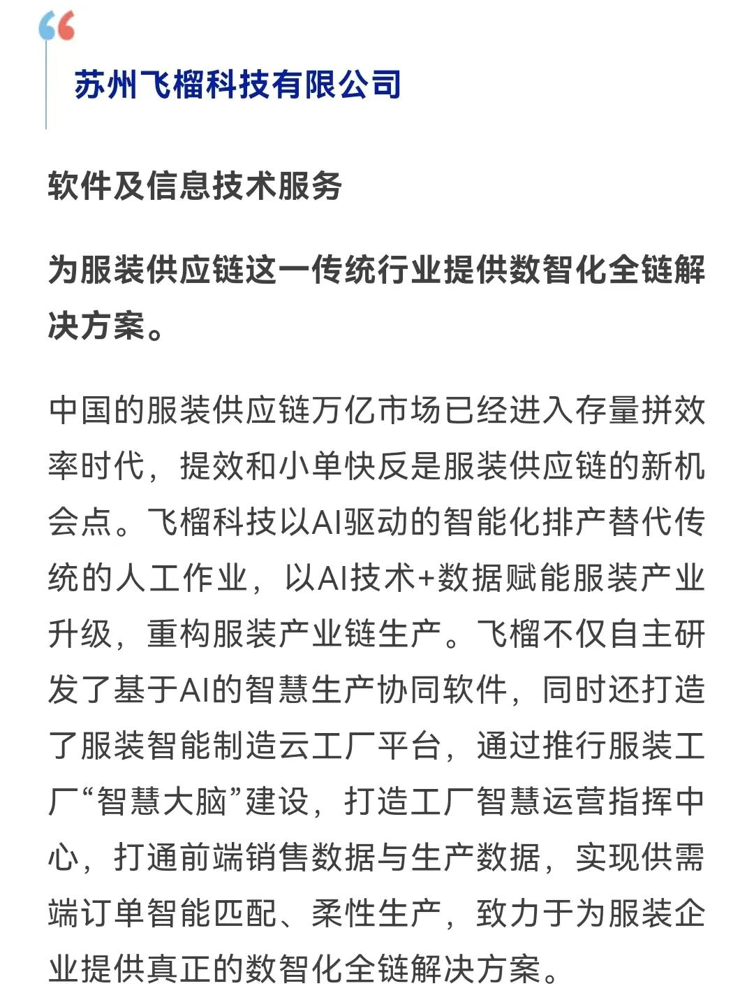 苏州飞榴科技有限公司
软件及信息技术服务
为服装供应链这一传统行业提供数智化全链解
决方案。
中国的服装供应链万亿市场已经进入存量拼效
率时代，提效和小单快反是服装供应链的新机
会点。飞榴科技以AI驱动的智能化排产替代传
统的人工作业，以AI技术+数据赋能服装产业
升级，重构服装产业链生产。飞榴不仅自主研
发了基于AI的智慧生产协同软件，同时还打造
了服装智能制造云工厂平台，通过推行服装工
厂“智慧大脑”建设，打造工厂智慧运营指挥中
心，打通前端销售数据与生产数据，实现供需
端订单智能匹配、柔性生产，致力于为服装企
业提供真正的数智化全链解决方案。